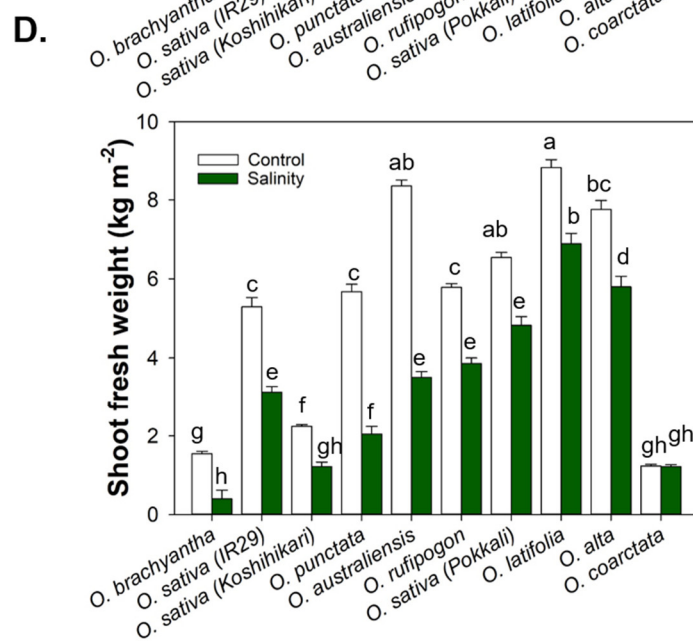 D.
O. brachyantha
O. sativa (IR29)
O. sativa (Koshihikari)
O. punctata
O. australiensis
O. rufipogon
O. sativa (Pokkali)
O. latifolia
O. alta
O. coarctata
Shoot fresh weight (kg m-2)
10
8
6
4
2
0
Control
Salinity
g
h
c
e
f
gh
c
f
ab
e
c
e
ab
e
a
b
bc
d
gh
gh
O. brachyantha
O. sativa (IR29)
O. sativa (Koshihikari)
O. punctata
O. australiensis
O. rufipogon
O. sativa (Pokkali)
O. latifolia
O. alta
O. coarctata